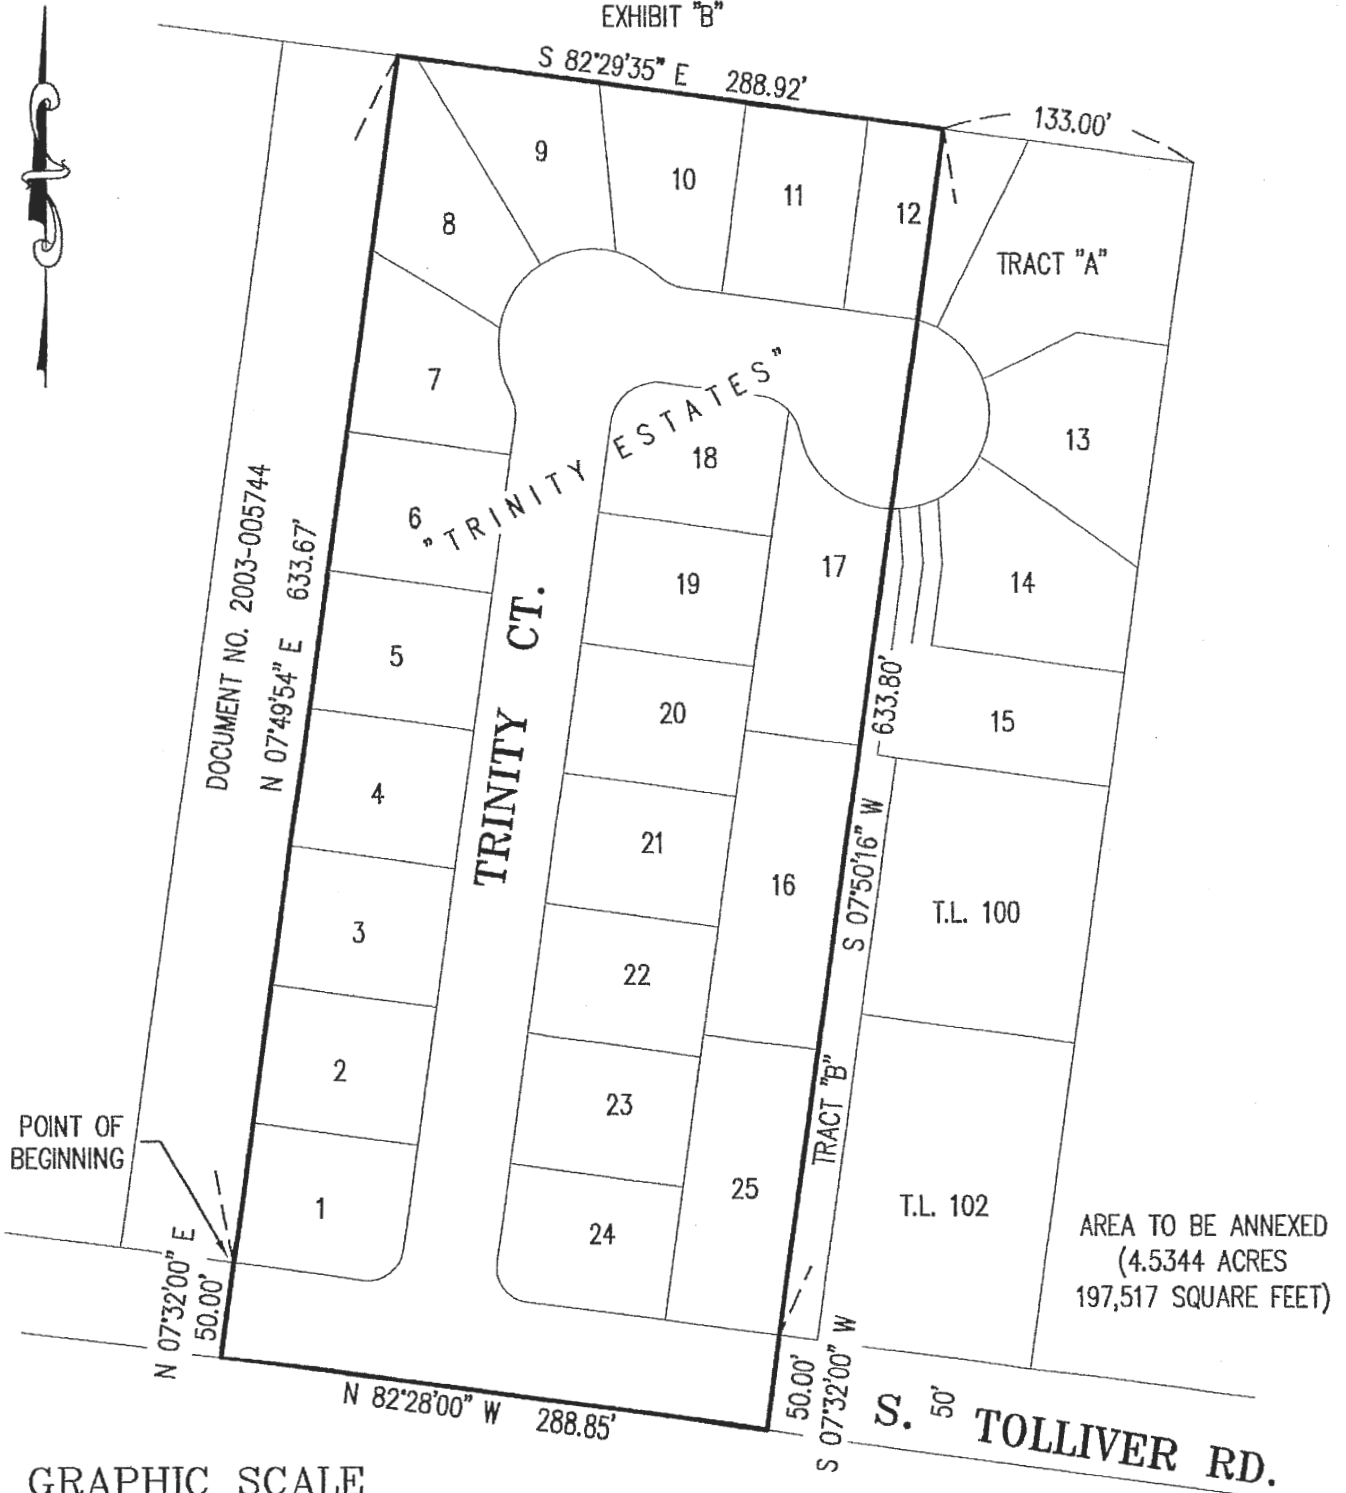 EXHIBIT "B"
S 82°29'35" E 288.92'
133.00'
9
10
11
12
8
TRACT "A"
7
13
"TRINITY ESTATES"
18
6
17
14
19
DOCUMENT NO. 2003-005744
N 07°49'54" E 633.67'
TRINITY CT.
5
20
633.80'
15
4
21
S 07°50'16" W
16
T.L. 100
3
22
2
23
TRACT "B"
POINT OF
BEGINNING
1
25
24
T.L. 102
AREA TO BE ANNEXED
(4.5344 ACRES
197,517 SQUARE FEET)
N 07°32'00" E
50.00'
N 82°28'00" W 288.85'
50.00'
S 07°32'00" W
50'
S. TOLLIVER RD.
GRAPHIC SCALE